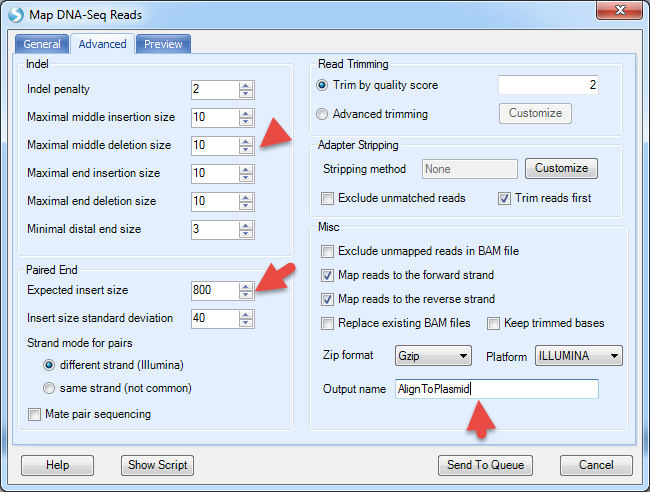 Map DNA-Seq Reads
General Advanced Preview
Indel
Indel penalty 2
Maximal middle insertion size 10
Maximal middle deletion size 10
Maximal end insertion size 10
Maximal end deletion size 10
Minimal distal end size 3
Paired End
Expected insert size 800
Insert size standard deviation 40
Strand mode for pairs
different strand (Illumina)
same strand (not common)
Mate pair sequencing
Read Trimming
Trim by quality score 2
Advanced trimming Customize
Adapter Stripping
Stripping method None Customize
Exclude unmatched reads Trim reads first
Misc
Exclude unmapped reads in BAM file
Map reads to the forward strand
Map reads to the reverse strand
Replace existing BAM files Keep trimmed bases
Zip format Gzip Platform ILLUMINA
Output name AlignToPlasmid
Help Show Script Send To Queue Cancel